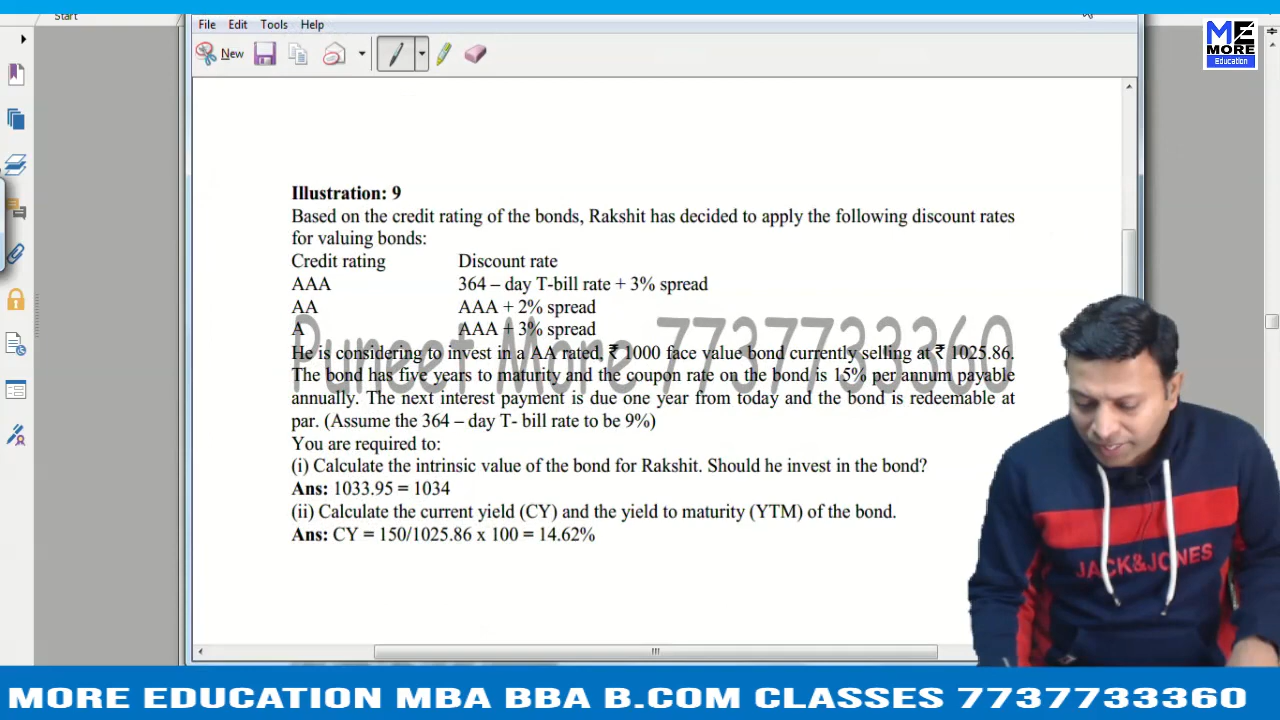 Start
File Edit Tools Help
New
ME
MORE
Education
Illustration: 9
Based on the credit rating of the bonds, Rakshit has decided to apply the following discount rates
for valuing bonds:
Credit rating Discount rate
AAA 364 – day T-bill rate + 3% spread
AA AAA + 2% spread
A AAA + 3% spread
Puneet More 7737733360
He is considering to invest in a AA rated, ₹ 1000 face value bond currently selling at ₹ 1025.86.
The bond has five years to maturity and the coupon rate on the bond is 15% per annum payable
annually. The next interest payment is due one year from today and the bond is redeemable at
par. (Assume the 364 – day T- bill rate to be 9%)
You are required to:
(i) Calculate the intrinsic value of the bond for Rakshit. Should he invest in the bond?
Ans: 1033.95 = 1034
(ii) Calculate the current yield (CY) and the yield to maturity (YTM) of the bond.
Ans: CY = 150/1025.86 x 100 = 14.62%
JACK&JONES
MORE EDUCATION MBA BBA B.COM CLASSES 7737733360